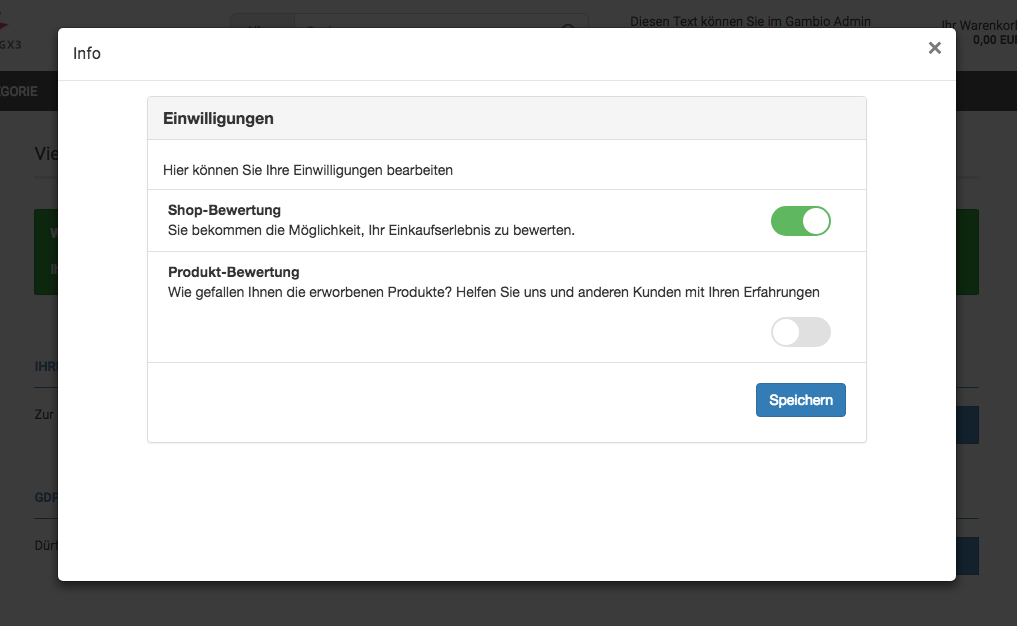 Diesen Text können Sie im Gambio Admin
Ihr Warenkorb
0,00 EUR
GX3
Info
×
EGORIE
Einwilligungen
Vie
Hier können Sie Ihre Einwilligungen bearbeiten
Shop-Bewertung
Sie bekommen die Möglichkeit, Ihr Einkaufserlebnis zu bewerten.
Produkt-Bewertung
Wie gefallen Ihnen die erworbenen Produkte? Helfen Sie uns und anderen Kunden mit Ihren Erfahrungen
IHRE
Speichern
Zur
GDP
Dürf